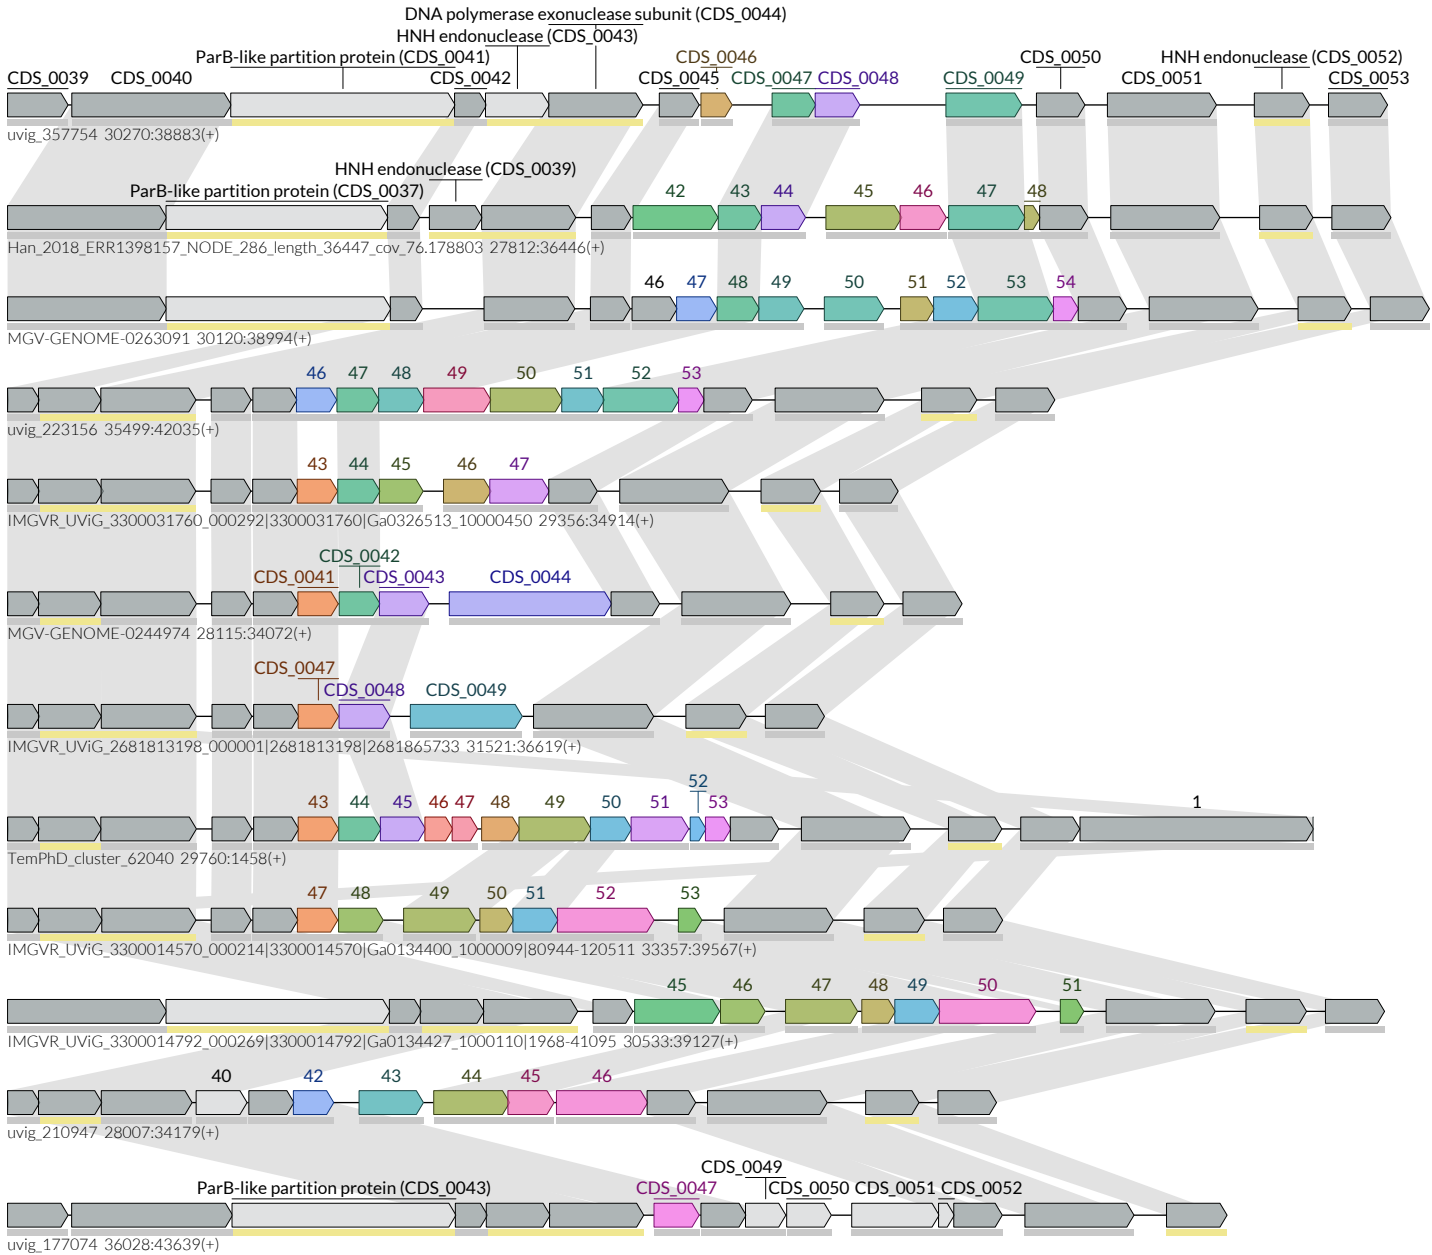 DNA polymerase exonuclease subunit (CDS_0044)
HNH endonuclease (CDS_0043)
ParB-like partition protein (CDS_0041) CDS_0046 CDS_0050 HNH endonuclease (CDS_0052)
CDS_0039 CDS_0040 CDS_0042 CDS_0045 CDS_0047 CDS_0048 CDS_0049 CDS_0051 CDS_0053
uvig_357754 30270:38883(+)
HNH endonuclease (CDS_0039)
ParB-like partition protein (CDS_0037) 42 43 44 45 46 47 48
Han_2018_ERR1398157_NODE_286_length_36447_cov_76.178803 27812:36446(+)
46 47 48 49 50 51 52 53 54
MGV-GENOME-0263091 30120:38994(+)
46 47 48 49 50 51 52 53
uvig_223156 35499:42035(+)
43 44 45 46 47
IMGVR_UViG_3300031760_000292|3300031760|Ga0326513_10000450 29356:34914(+)
CDS_0042
CDS_0041 CDS_0043 CDS_0044
MGV-GENOME-0244974 28115:34072(+)
CDS_0047
CDS_0048 CDS_0049
IMGVR_UViG_2681813198_000001|2681813198|2681865733 31521:36619(+)
52
43 44 45 46 47 48 49 50 51 53 1
TemPhD_cluster_62040 29760:1458(+)
47 48 49 50 51 52 53
IMGVR_UViG_3300014570_000214|3300014570|Ga0134400_1000009|80944-120511 33357:39567(+)
45 46 47 48 49 50 51
IMGVR_UViG_3300014792_000269|3300014792|Ga0134427_1000110|1968-41095 30533:39127(+)
40 42 43 44 45 46
uvig_210947 28007:34179(+)
CDS_0049
ParB-like partition protein (CDS_0043) CDS_0047 CDS_0050 CDS_0051 CDS_0052
uvig_177074 36028:43639(+)